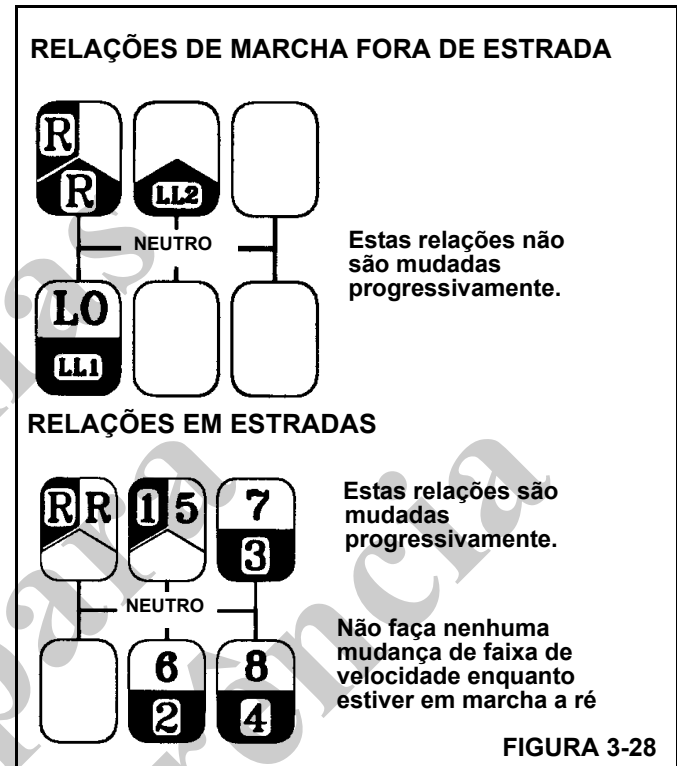 RELAÇÕES DE MARCHA FORA DE ESTRADA
R
R
LL2
NEUTRO
LO
LL1
Estas relações não
são mudadas
progressivamente.
RELAÇÕES EM ESTRADAS
R R 1 5 7
3
NEUTRO
6 8
2 4
Estas relações são
mudadas
progressivamente.
Não faça nenhuma
mudança de faixa de
velocidade enquanto
estiver em marcha a ré
FIGURA 3-28